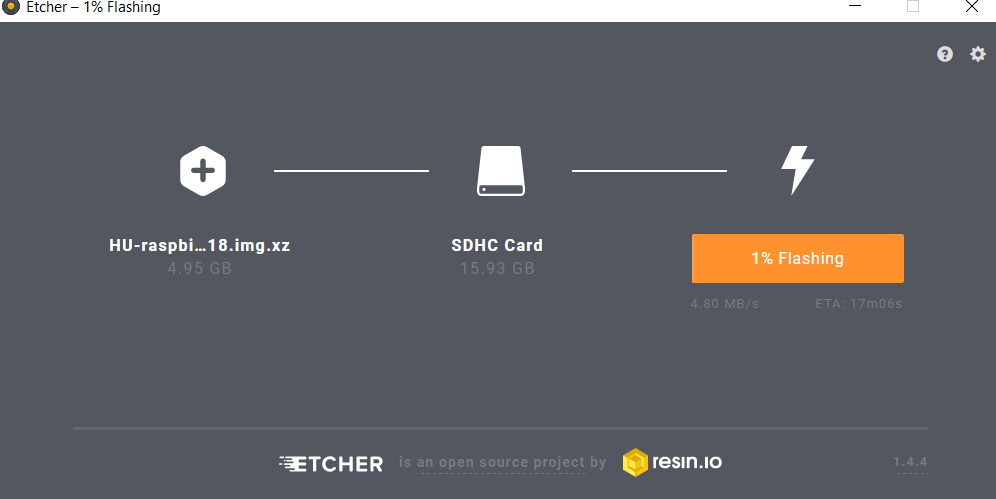 Etcher – 1% Flashing
HU-raspbi...18.img.xz
4.95 GB
SDHC Card
15.93 GB
1% Flashing
4.80 MB/s
ETA: 17m06s
ETCHER is an open source project by resin.io
1.4.4